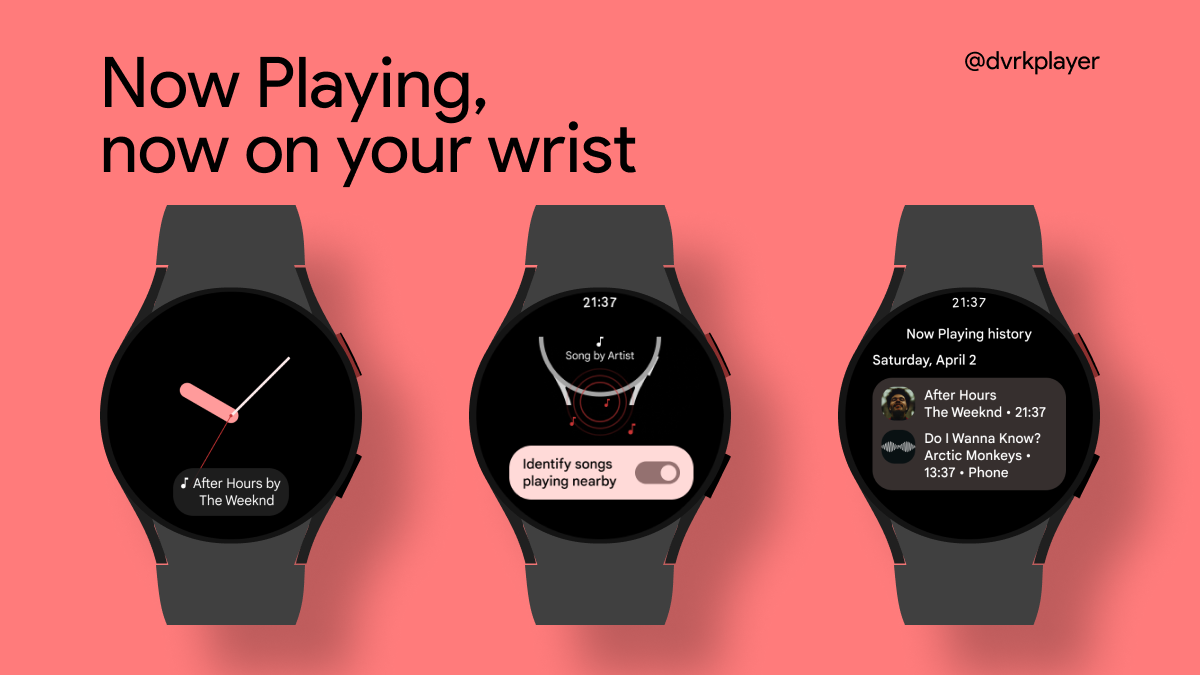 Now Playing,
now on your wrist
@dvrkplayer
After Hours by
The Weeknd
21:37
Song by Artist
Identify songs
playing nearby
21:37
Now Playing history
Saturday, April 2
After Hours
The Weeknd • 21:37
Do I Wanna Know?
Arctic Monkeys •
13:37 • Phone